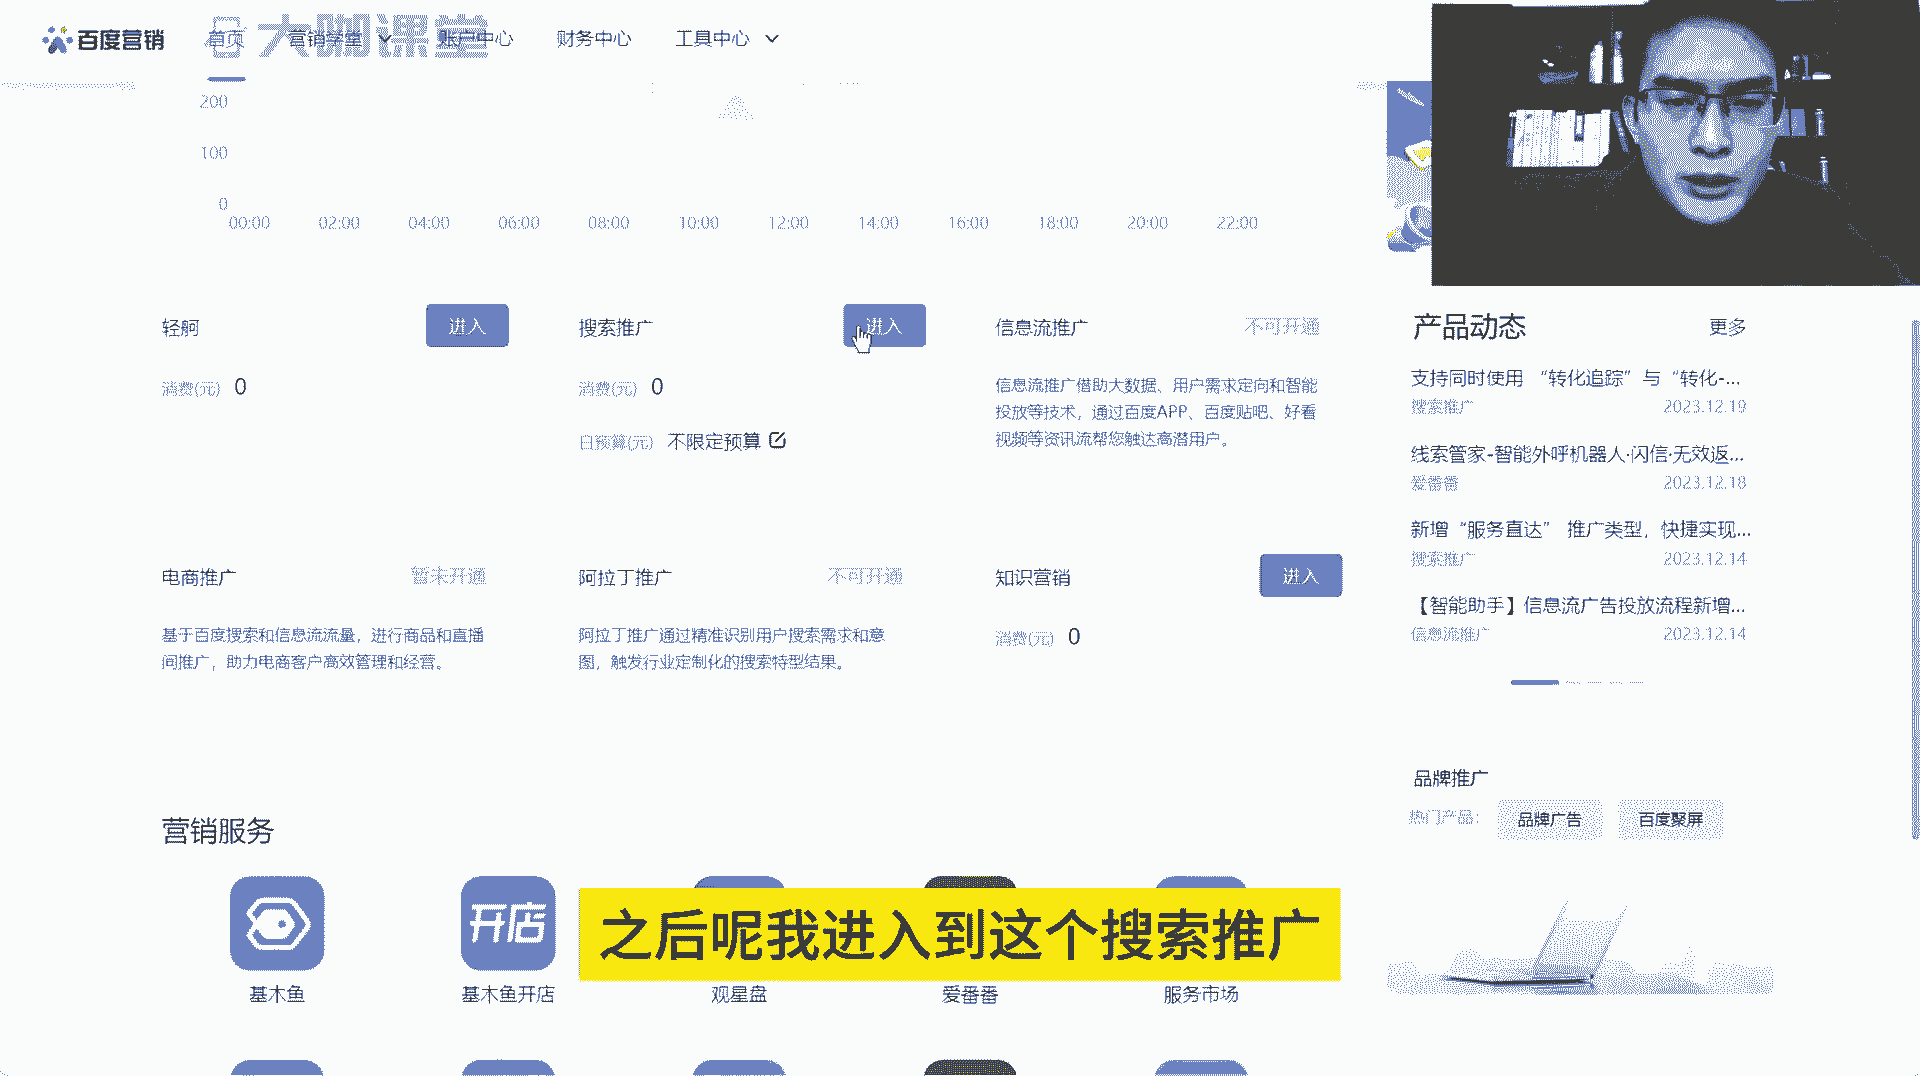 百度营销
首页
营销学堂
账户中心
财务中心
工具中心
大脚课堂
200
100
0
00:00 02:00 04:00 06:00 08:00 10:00 12:00 14:00 16:00 18:00 20:00 22:00
轻舸
进入
消费(元) 0
搜索推广
进入
消费(元) 0
日预算(元) 不限定预算
信息流推广
不可开通
信息流推广借助大数据、用户需求定向和智能
投放等技术，通过百度APP、百度贴吧、好看
视频等资讯流帮您触达高潜用户。
电商推广
暂未开通
基于百度搜索和信息流流量，进行商品和直播
间推广，助力电商客户高效管理和经营。
阿拉丁推广
不可开通
阿拉丁推广通过精准识别用户搜索需求和意
图，触发行业定制化的搜索特型结果。
知识营销
进入
消费(元) 0
产品动态
更多
支持同时使用 “转化追踪”与“转化-...
搜索推广 2023.12.19
线索管家-智能外呼机器人·闪信·无效返...
爱番番 2023.12.18
新增“服务直达” 推广类型，快捷实现...
搜索推广 2023.12.14
【智能助手】信息流广告投放流程新增...
信息流推广 2023.12.14
品牌推广
热门产品:
品牌广告
百度聚屏
营销服务
开店
基木鱼
基木鱼开店
观星盘
爱番番
服务市场
之后呢我进入到这个搜索推广